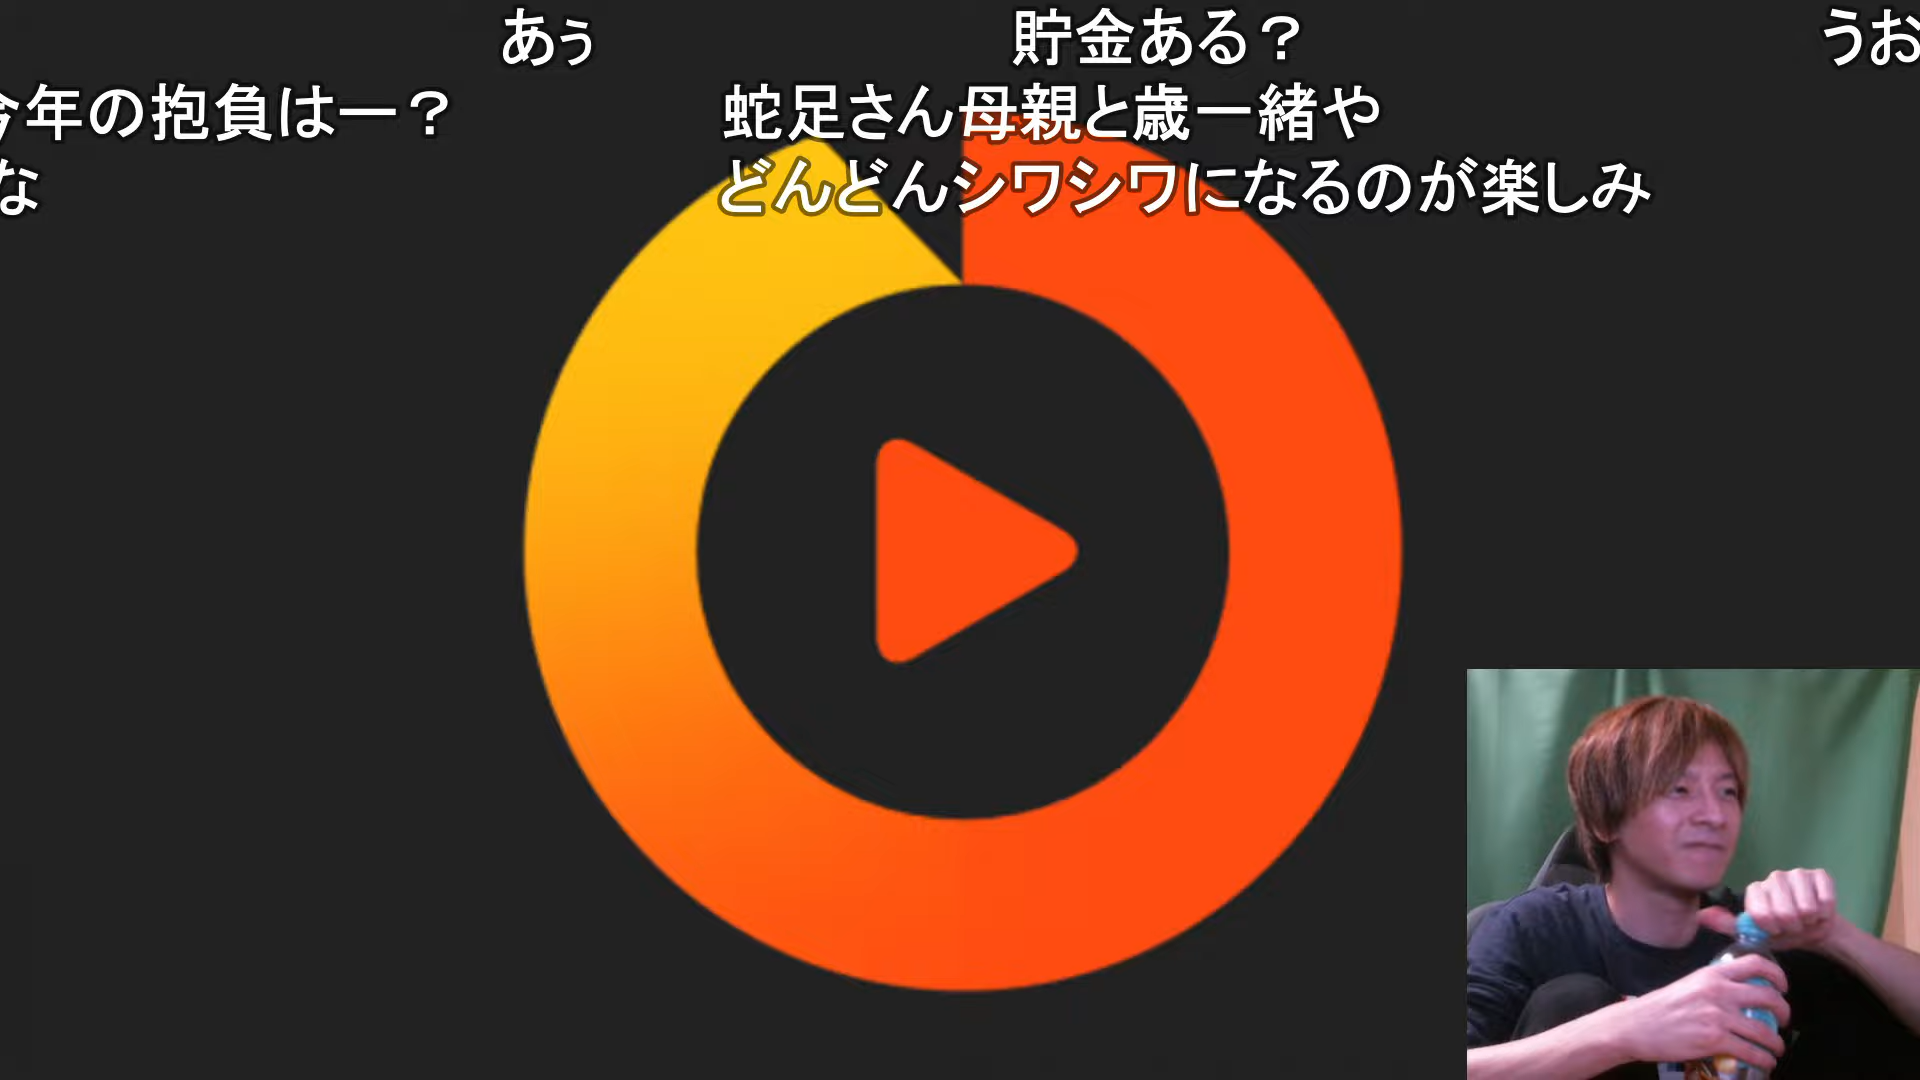 あぅ 貯金ある？ うお
今年の抱負はー？ 蛇足さん母親と歳一緒や
な どんどんシワシワになるのが楽しみ